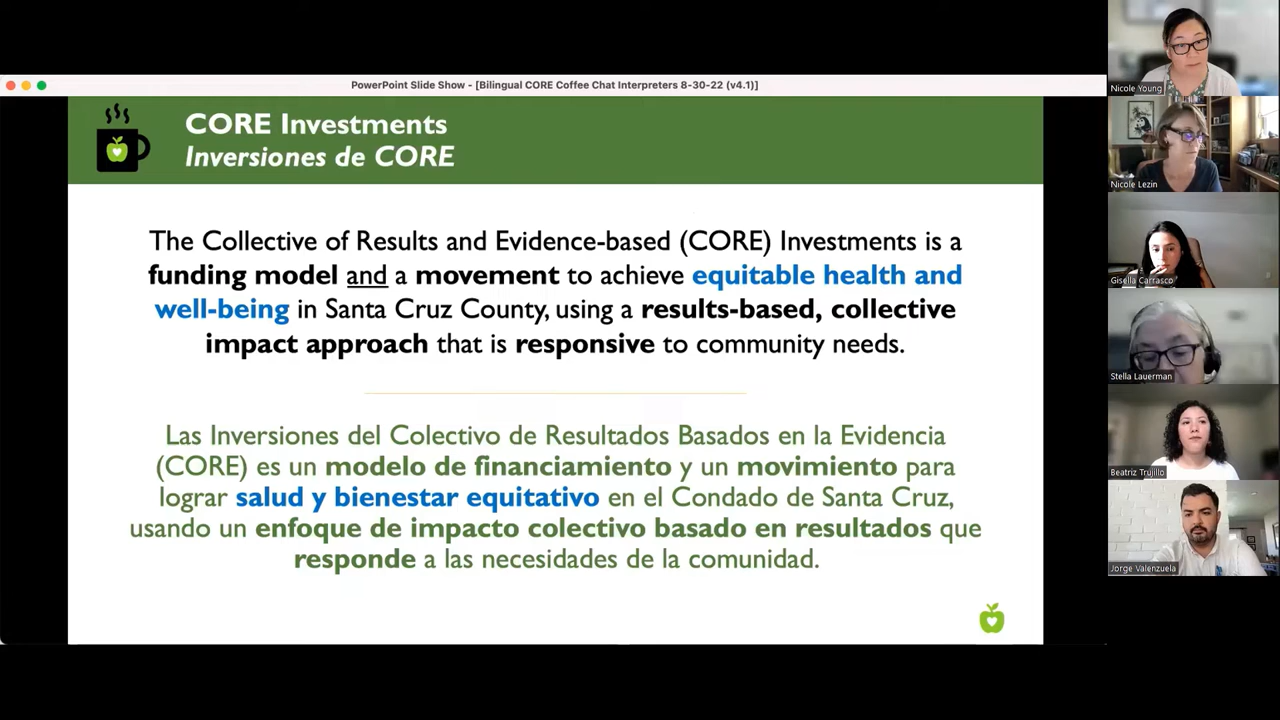 PowerPoint Slide Show - [Bilingual CORE Coffee Chat Interpreters 8-30-22 (v4.1)]
CORE Investments
Inversiones de CORE
The Collective of Results and Evidence-based (CORE) Investments is a
funding model and a movement to achieve equitable health and
well-being in Santa Cruz County, using a results-based, collective
impact approach that is responsive to community needs.
Las Inversiones del Colectivo de Resultados Basados en la Evidencia
(CORE) es un modelo de financiamiento y un movimiento para
lograr salud y bienestar equitativo en el Condado de Santa Cruz,
usando un enfoque de impacto colectivo basado en resultados que
responde a las necesidades de la comunidad.
Nicole Young
Nicole Lezin
Gisella Carrasco
Stella Lauerman
Beatriz Trujillo
Jorge Valenzuela